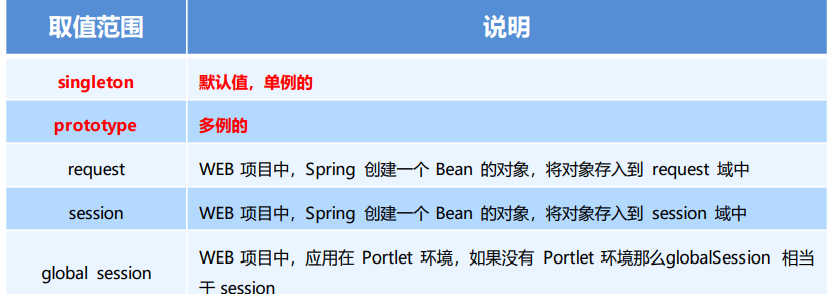 取值范围 说明
singleton 默认值，单例的
prototype 多例的
request WEB 项目中，Spring 创建一个 Bean 的对象，将对象存入到 request 域中
session WEB 项目中，Spring 创建一个 Bean 的对象，将对象存入到 session 域中
global session WEB 项目中，应用在 Portlet 环境，如果没有 Portlet 环境那么globalSession 相当
于 session